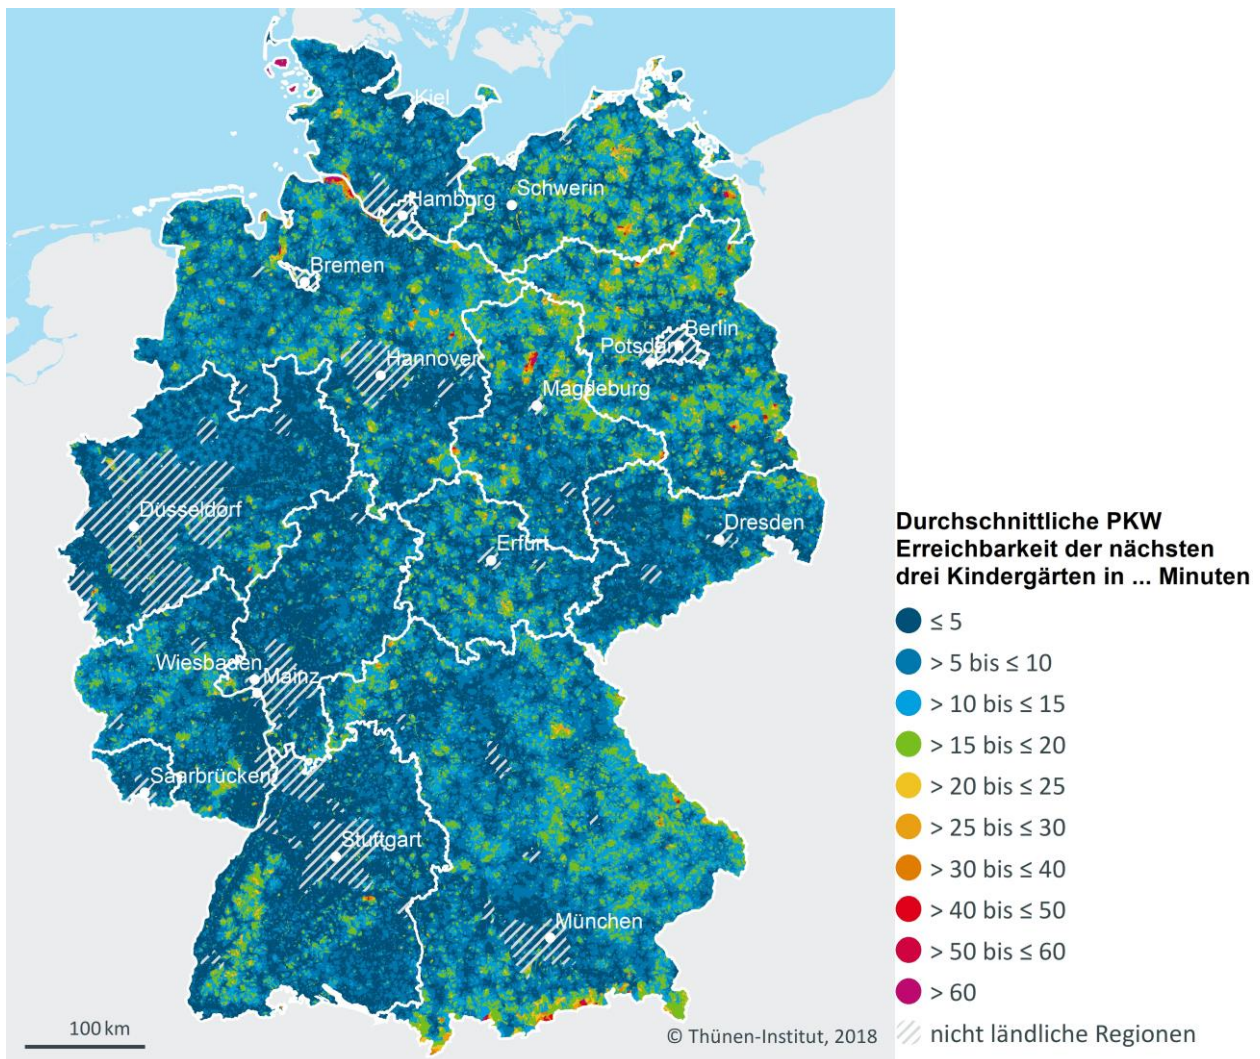 Kiel
Hamburg
Schwerin
Bremen
Berlin
Potsdam
Hannover
Magdeburg
Düsseldorf
Dresden
Erfurt
Wiesbaden
Mainz
Saarbrücken
Stuttgart
München
100 km
© Thünen-Institut, 2018
Durchschnittliche PKW
Erreichbarkeit der nächsten
drei Kindergärten in ... Minuten
≤ 5
> 5 bis ≤ 10
> 10 bis ≤ 15
> 15 bis ≤ 20
> 20 bis ≤ 25
> 25 bis ≤ 30
> 30 bis ≤ 40
> 40 bis ≤ 50
> 50 bis ≤ 60
> 60
nicht ländliche Regionen